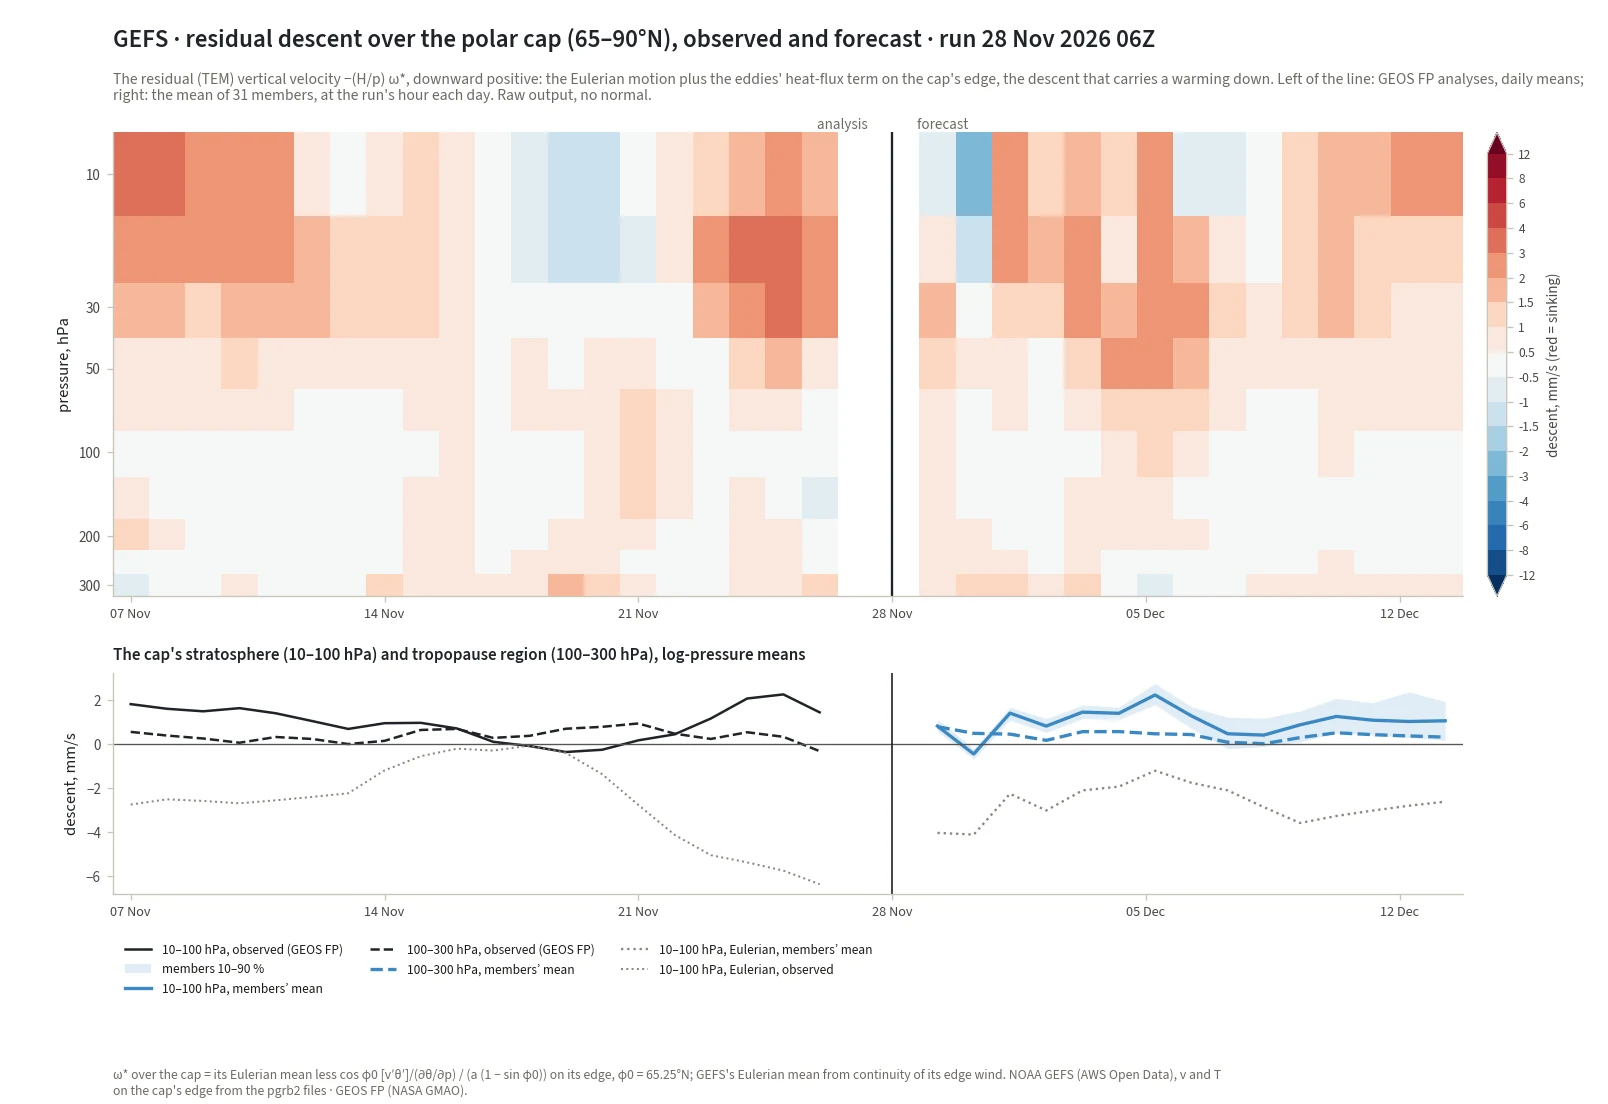 GEFS · residual descent over the polar cap (65–90°N), observed and forecast · run 28 Nov 2026 06Z
The residual (TEM) vertical velocity −(H/p) ω*, downward positive: the Eulerian motion plus the eddies' heat-flux term on the cap's edge, the descent that carries a warming down. Left of the line: GEOS FP analyses, daily means;
right: the mean of 31 members, at the run's hour each day. Raw output, no normal.
analysis
forecast
pressure, hPa
10
30
50
100
200
300
07 Nov
14 Nov
21 Nov
28 Nov
05 Dec
12 Dec
12
8
6
4
3
2
1.5
1
0.5
-0.5
-1
-1.5
-2
-3
-4
-6
-8
-12
descent, mm/s (red = sinking)
The cap's stratosphere (10–100 hPa) and tropopause region (100–300 hPa), log-pressure means
descent, mm/s
2
0
−2
−4
−6
07 Nov
14 Nov
21 Nov
28 Nov
05 Dec
12 Dec
10–100 hPa, observed (GEOS FP)
members 10–90 %
10–100 hPa, members’ mean
100–300 hPa, observed (GEOS FP)
100–300 hPa, members’ mean
10–100 hPa, Eulerian, members’ mean
10–100 hPa, Eulerian, observed
ω* over the cap = its Eulerian mean less cos φ0 [v′θ′]/(∂θ/∂p) / (a (1 − sin φ0)) on its edge, φ0 = 65.25°N; GEFS's Eulerian mean from continuity of its edge wind. NOAA GEFS (AWS Open Data), v and T
on the cap's edge from the pgrb2 files · GEOS FP (NASA GMAO).